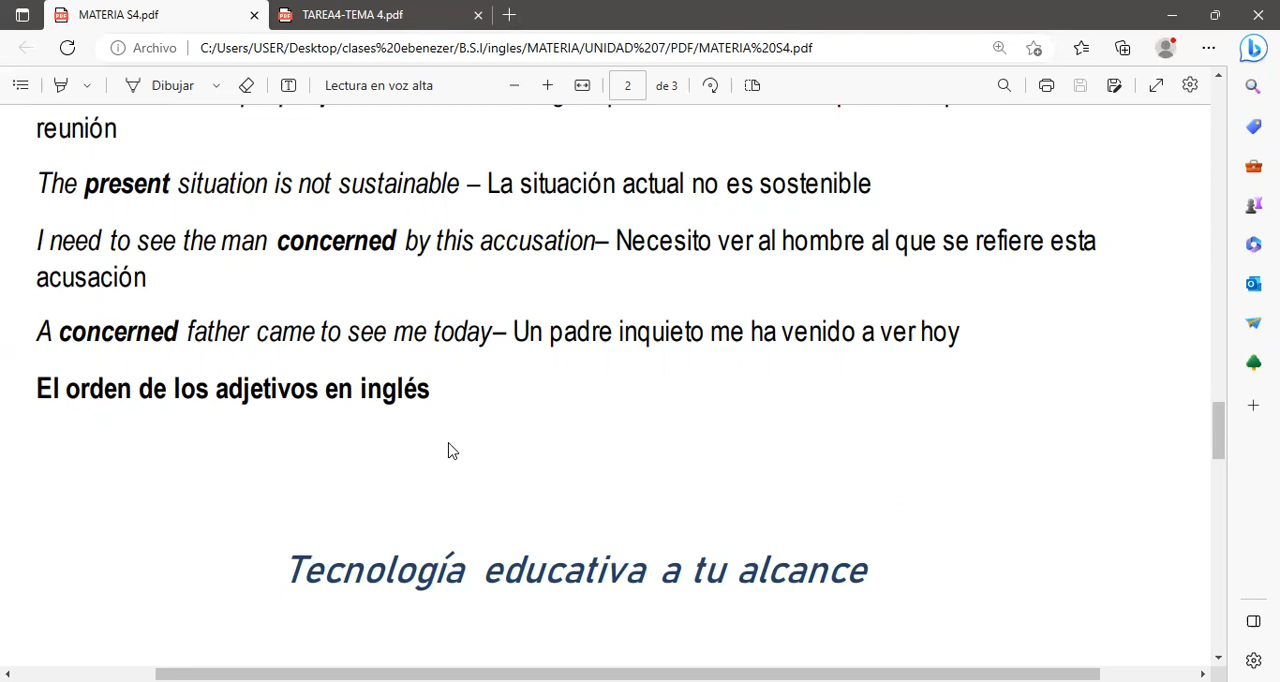 MATERIA S4.pdf
TAREA4-TEMA 4.pdf
Archivo
C:/Users/USER/Desktop/clases%20ebenezer/B.S.I/ingles/MATERIA/UNIDAD%207/PDF/MATERIA%20S4.pdf
Dibujar
Lectura en voz alta
2
de 3
reunión
The present situation is not sustainable – La situación actual no es sostenible
I need to see the man concerned by this accusation– Necesito ver al hombre al que se refiere esta
acusación
A concerned father came to see me today– Un padre inquieto me ha venido a ver hoy
El orden de los adjetivos en inglés
Tecnología educativa a tu alcance